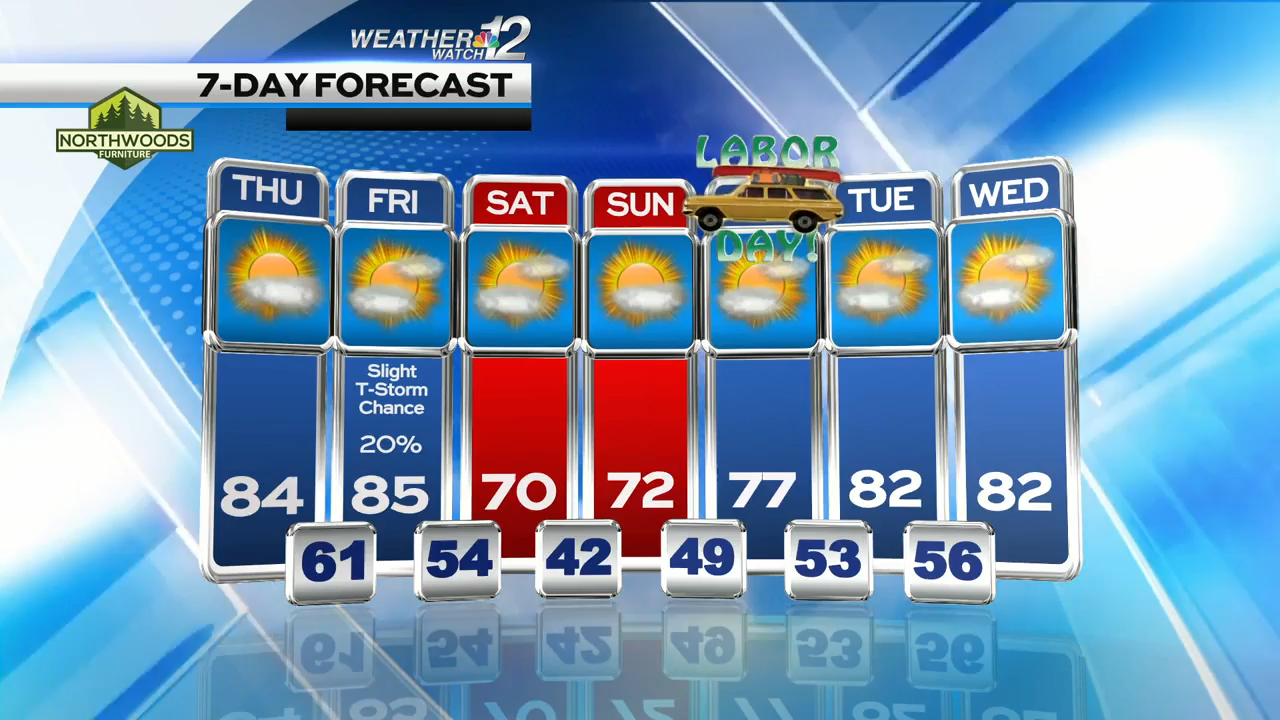 WEATHER 12
WATCH
7-DAY FORECAST
NORTHWOODS
FURNITURE
LABOR
DAY!
THU FRI SAT SUN TUE WED
Slight
T-Storm
Chance
20%
84 85 70 72 77 82 82
61 54 42 49 53 56